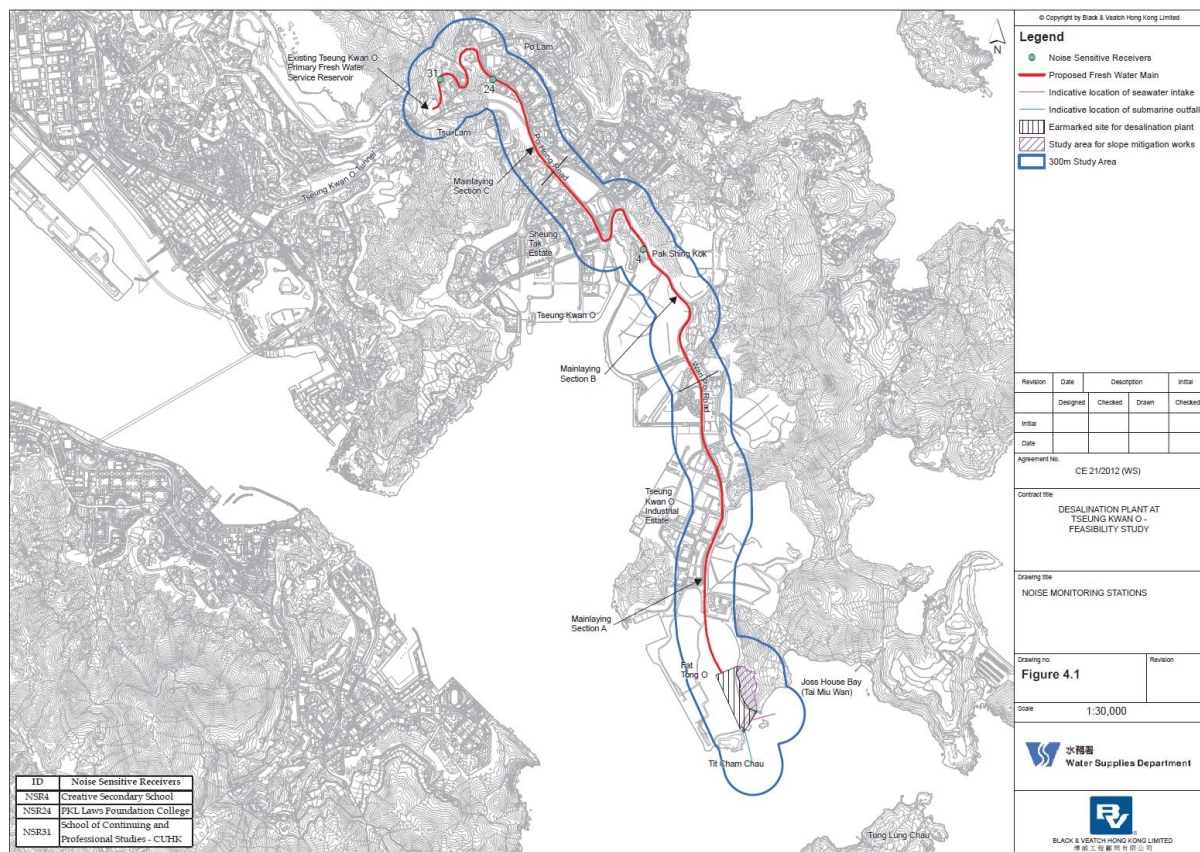 © Copyright by Black & Veatch Hong Kong Limited
Legend
Noise Sensitive Receivers
Proposed Fresh Water Main
Indicative location of seawater intake
Indicative location of submarine outfall
Earmarked site for desalination plant
Study area for slope mitigation works
300m Study Area
N
Existing Tseung Kwan O
Primary Fresh Water
Service Reservoir
Po Lam
31
24
Tsui Lam
Tseung Kwan O Tunnel
Po Hong Road
Mainlaying
Section C
Sheung
Tak
Estate
4
Pak Shing Kok
Tseung Kwan O
Mainlaying
Section B
Wan Po Road
Tseung
Kwan O
Industrial
Estate
Mainlaying
Section A
Fat
Tong O
Joss House Bay
(Tai Miu Wan)
Tit Cham Chau
Tung Lung Chau
ID Noise Sensitive Receivers
NSR4 Creative Secondary School
NSR24 PKL Laws Foundation College
NSR31 School of Continuing and
Professional Studies - CUHK
Revision Date Description Initial
Designed Checked Drawn Checked
Initial
Date
Agreement No.
CE 21/2012 (WS)
Contract title
DESALINATION PLANT AT
TSEUNG KWAN O -
FEASIBILITY STUDY
Drawing title
NOISE MONITORING STATIONS
Drawing no. Revision
Figure 4.1
Scale 1:30,000
水務署
Water Supplies Department
BV
BLACK & VEATCH HONG KONG LIMITED
博威工程顧問有限公司